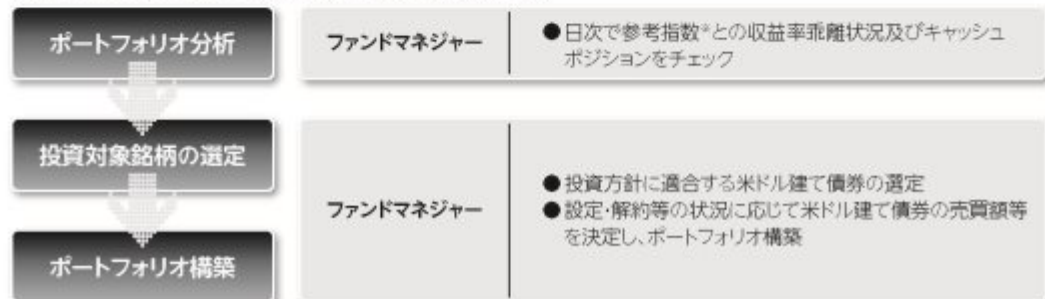 ポートフォリオ分析
ファンドマネジャー
●日次で参考指数*との収益率乖離状況及びキャッシュ
ポジションをチェック
投資対象銘柄の選定
ファンドマネジャー
●投資方針に適合する米ドル建て債券の選定
●設定・解約等の状況に応じて米ドル建て債券の売買額等
を決定し、ポートフォリオ構築
ポートフォリオ構築